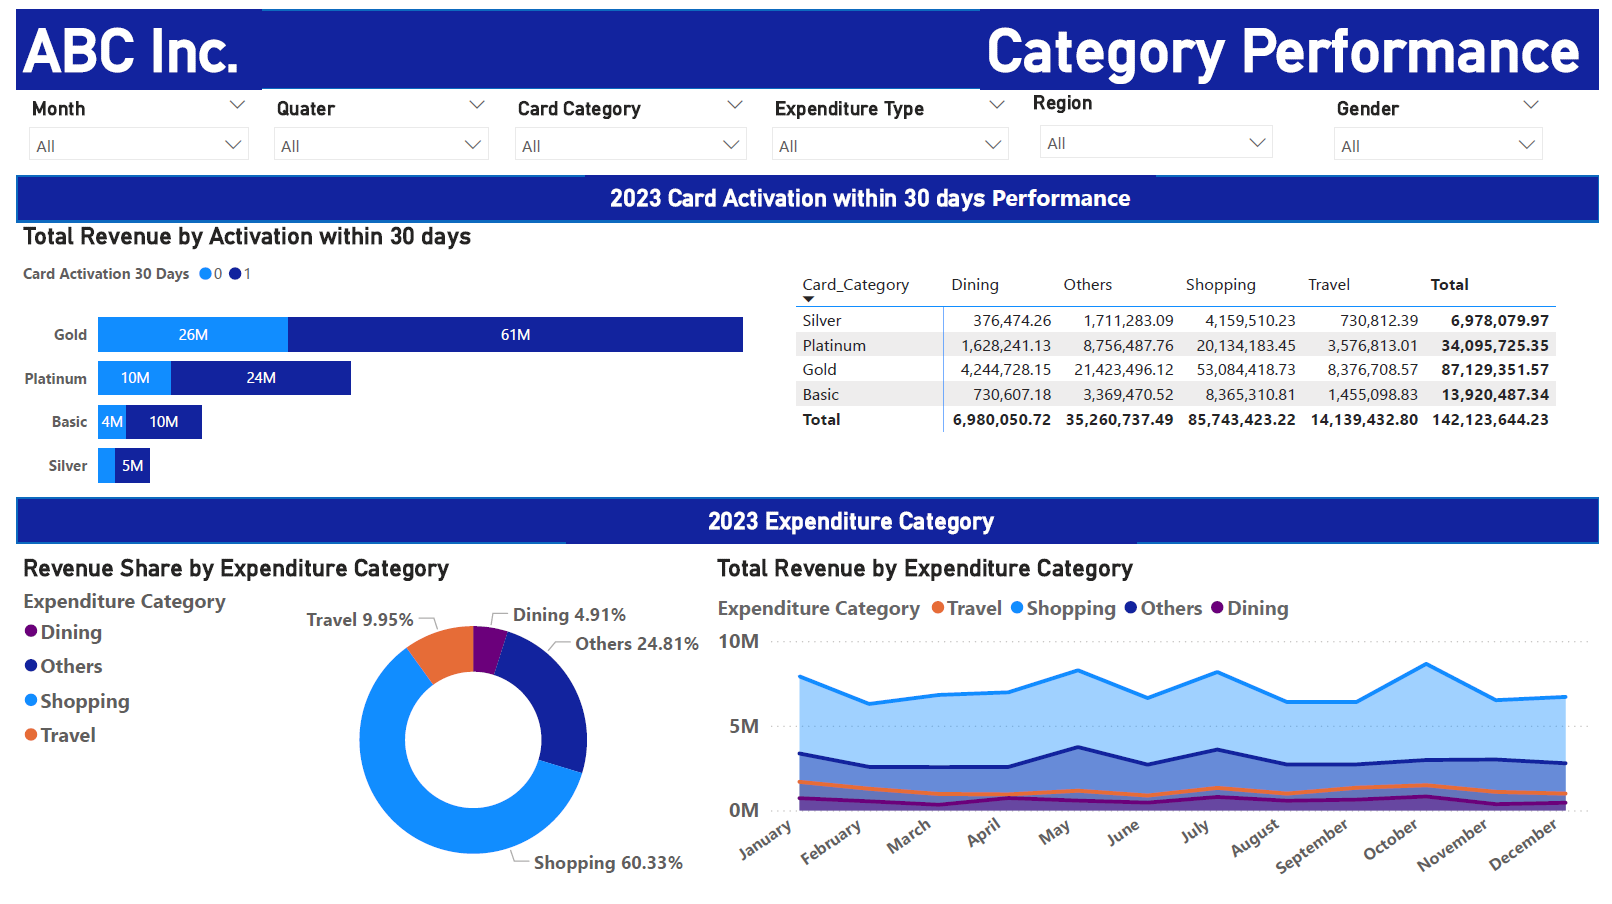 ABC Inc.
Category Performance
Month
Quater
Card Category
Expenditure Type
Region
Gender
All
All
All
All
All
All
2023 Card Activation within 30 days Performance
Total Revenue by Activation within 30 days
Card Activation 30 Days 0 1
Gold 26M 61M
Platinum 10M 24M
Basic 4M 10M
Silver 5M
Card_Category Dining Others Shopping Travel Total
Silver 376,474.26 1,711,283.09 4,159,510.23 730,812.39 6,978,079.97
Platinum 1,628,241.13 8,756,487.76 20,134,183.45 3,576,813.01 34,095,725.35
Gold 4,244,728.15 21,423,496.12 53,084,418.73 8,376,708.57 87,129,351.57
Basic 730,607.18 3,369,470.52 8,365,310.81 1,455,098.83 13,920,487.34
Total 6,980,050.72 35,260,737.49 85,743,423.22 14,139,432.80 142,123,644.23
2023 Expenditure Category
Revenue Share by Expenditure Category
Expenditure Category
Dining
Others
Shopping
Travel
Travel 9.95%
Dining 4.91%
Others 24.81%
Shopping 60.33%
Total Revenue by Expenditure Category
Expenditure Category Travel Shopping Others Dining
10M
5M
0M
January
February
March
April
May
June
July
August
September
October
November
December